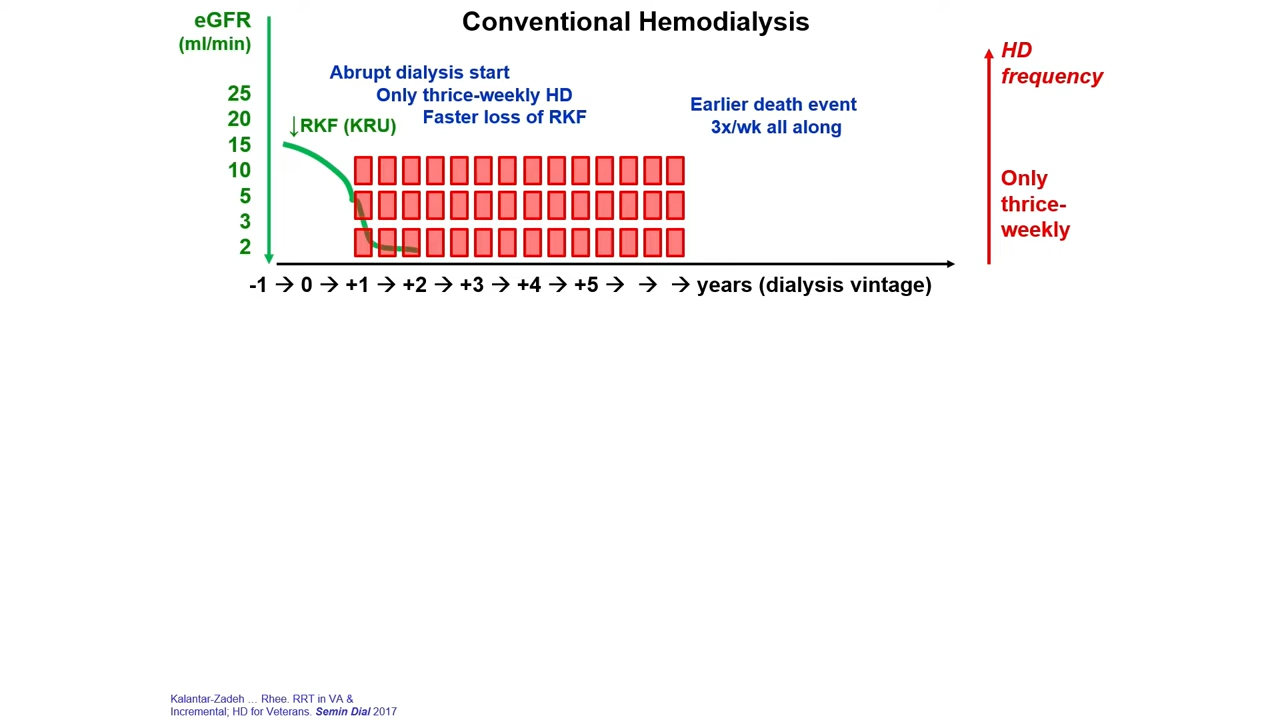 Conventional Hemodialysis
eGFR
(ml/min)
25
20
15
10
5
3
2
Abrupt dialysis start
Only thrice-weekly HD
Faster loss of RKF
↓RKF (KRU)
Earlier death event
3x/wk all along
HD
frequency
Only
thrice-
weekly
-1 → 0 → +1 → +2 → +3 → +4 → +5 → → → years (dialysis vintage)
Kalantar-Zadeh ... Rhee. RRT in VA &
Incremental; HD for Veterans. Semin Dial 2017